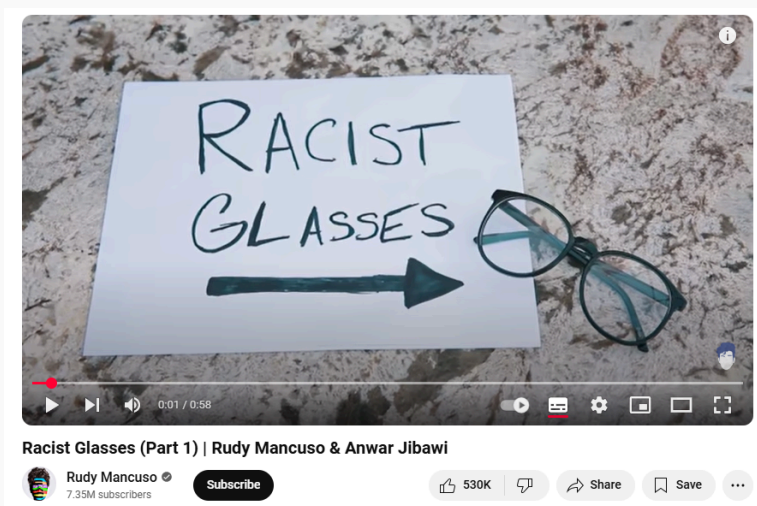 RACIST
GLASSES
0:01 / 0:58
Racist Glasses (Part 1) | Rudy Mancuso & Anwar Jibawi
Rudy Mancuso
7.35M subscribers
Subscribe
530K
Share
Save